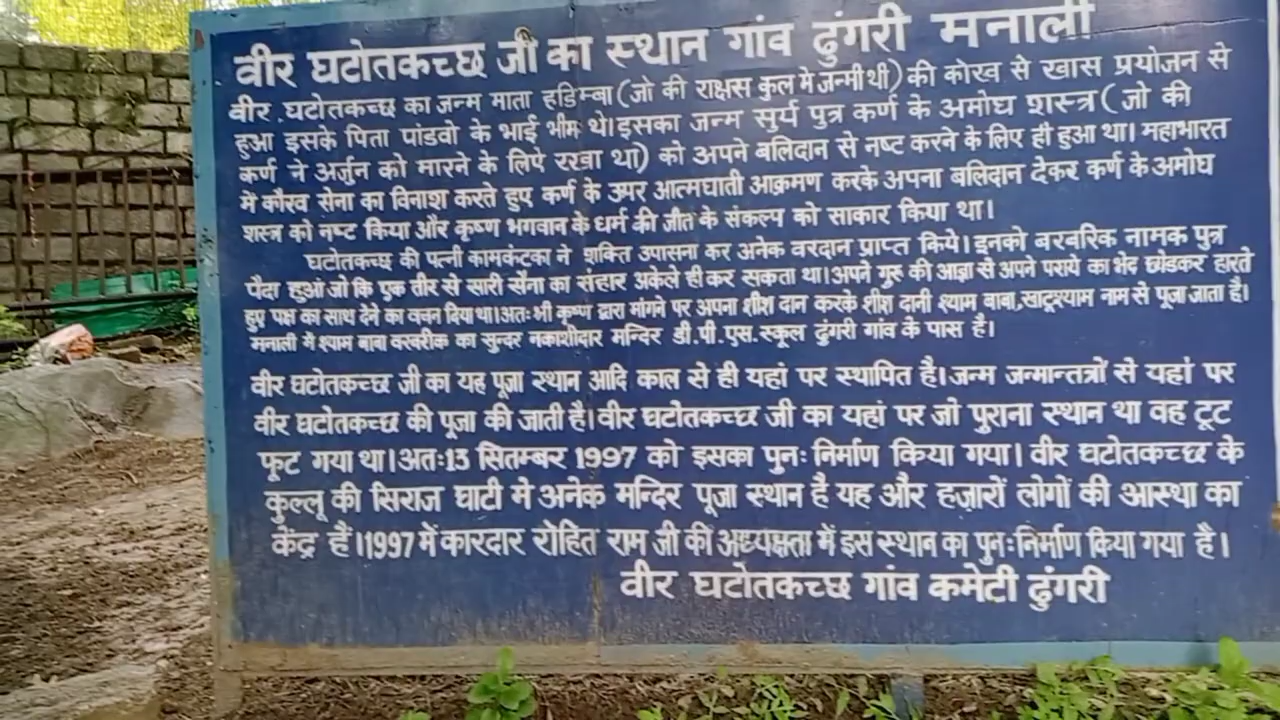 वीर घटोतकच्छ जी का स्थान गांव ढुंगरी मनाली
वीर घटोतकच्छ का जन्म माता हडिम्बा (जो की राक्षस कुल मे जन्मी थी) की कोख से खास प्रयोजन से
हुआ इसके पिता पांडवो के भाई भीम थे। इसका जन्म सुर्य पुत्र कर्ण के अमोघ शस्त्र (जो की
कर्ण ने अर्जुन को मारने के लिऐ रखा था) को अपने बलिदान से नष्ट करने के लिए ही हुआ था। महाभारत
में कौरव सेना का विनाश करते हुए कर्ण के उपर आत्मघाती आक्रमण करके अपना बलिदान देकर कर्ण के अमोघ
शस्त्र को नष्ट किया और कृष्ण भगवान के धर्म की जीत के संकल्प को साकार किया था।
घटोतकच्छ की पत्नी कामकंटका ने शक्ति उपासना कर अनेक वरदान प्राप्त किये। इनको बरबरिक नामक पुत्र
पैदा हुआ जो कि एक तीर से सारी सैना का संहार अकेले ही कर सकता था। अपने गुरु की आज्ञा से अपने पराये का भेद छोडकर हारते
हुए पक्ष का साथ देने का वचन दिया था। अतः श्री कृष्ण द्वारा मांगने पर अपना शीश दान करके शीश दानी श्याम बाबा, खाटूश्याम नाम से पूजा जाता है।
मनाली में श्याम बाबा बरबरीक का सुन्दर नकाशीदार मन्दिर डी.पी.एस. स्कूल ढुंगरी गांव के पास है।
वीर घटोतकच्छ जी का यह पूजा स्थान आदि काल से ही यहां पर स्थापित है। जन्म जन्मान्तत्रों से यहां पर
वीर घटोतकच्छ की पूजा की जाती है। वीर घटोतकच्छ जी का यहां पर जो पुराना स्थान था वह टूट
फूट गया था। अतः 13 सितम्बर 1997 को इसका पुनः निर्माण किया गया। वीर घटोतकच्छ के
कुल्लू की सिराज घाटी मे अनेक मन्दिर पूजा स्थान है यह और हज़ारों लोगों की आस्था का
केंद्र हैं। 1997 में कारदार रोहित राम जी की अध्यक्षता में इस स्थान का पुनः निर्माण किया गया है।
वीर घटोतकच्छ गांव कमेटी ढुंगरी